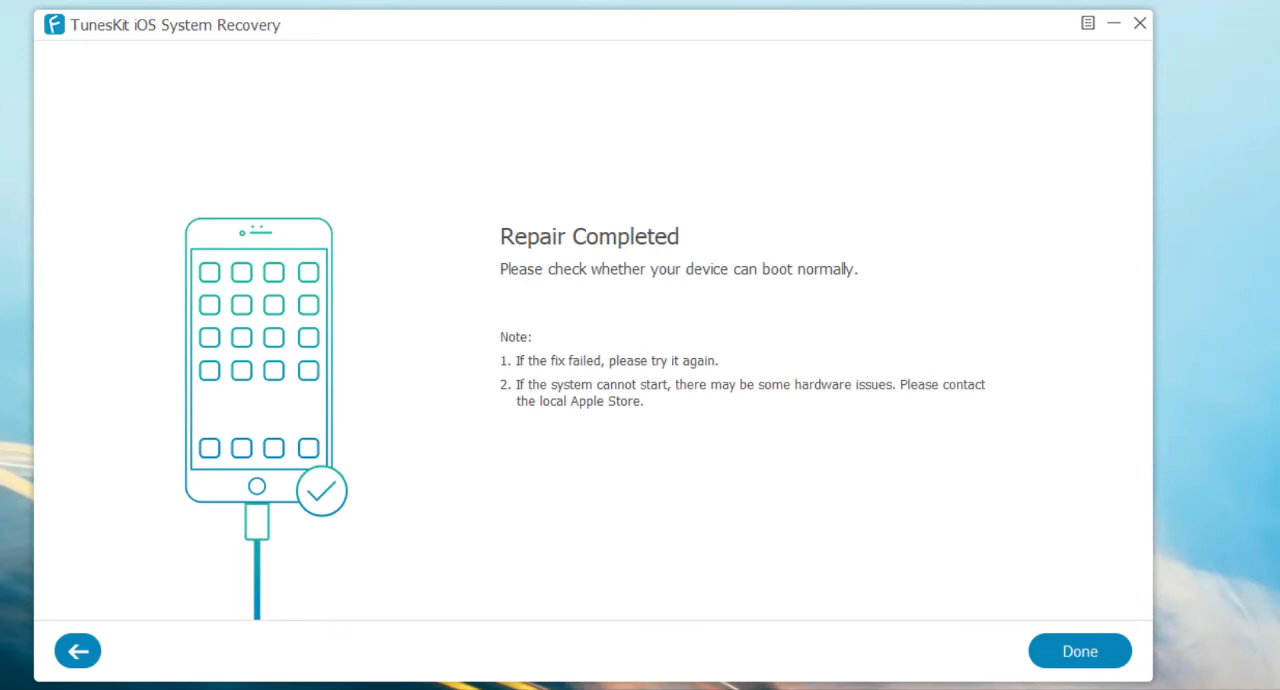 TunesKit iOS System Recovery
Repair Completed
Please check whether your device can boot normally.
Note:
1. If the fix failed, please try it again.
2. If the system cannot start, there may be some hardware issues. Please contact
the local Apple Store.
Done